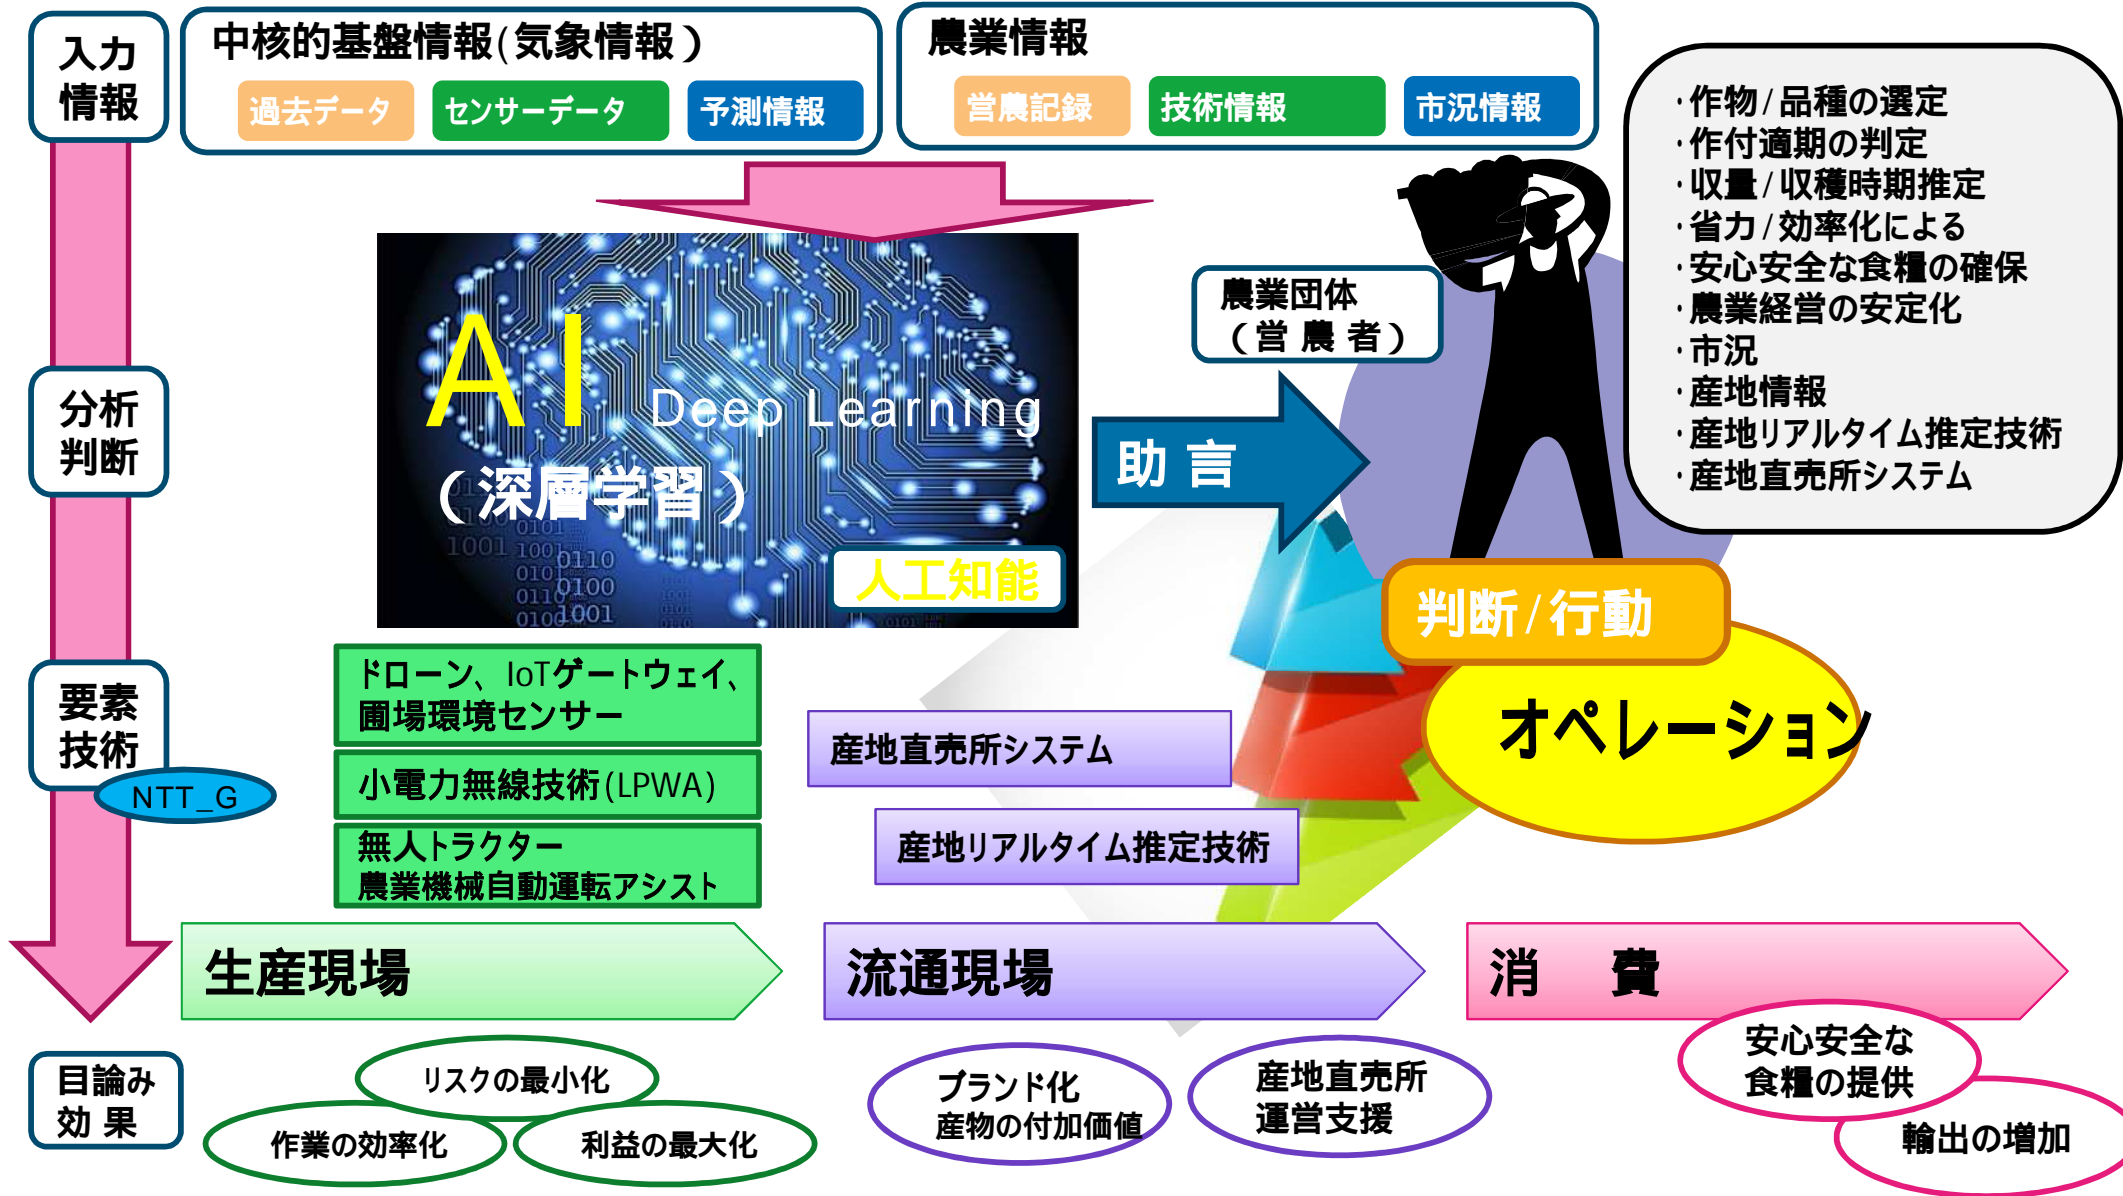 入力
情報
中核的基盤情報(気象情報)
過去データ
センサーデータ
予測情報
農業情報
営農記録
技術情報
市況情報
・作物/品種の選定
・作付適期の判定
・収量/収穫時期推定
・省力/効率化による
・安心安全な食糧の確保
・農業経営の安定化
・市況
・産地情報
・産地リアルタイム推定技術
・産地直売所システム
農業団体
(営 農 者)
分析
判断
AI Deep Learning
(深層学習)
人工知能
助 言
判断/行動
オペレーション
要素
技術
NTT_G
ドローン、IoTゲートウェイ、
圃場環境センサー
小電力無線技術(LPWA)
無人トラクター
農業機械自動運転アシスト
産地直売所システム
産地リアルタイム推定技術
生産現場
流通現場
消 費
目論み
効 果
リスクの最小化
作業の効率化
利益の最大化
ブランド化
産物の付加価値
産地直売所
運営支援
安心安全な
食糧の提供
輸出の増加